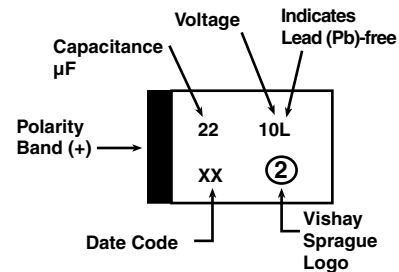 Capacitance
µF
Voltage
Indicates
Lead (Pb)-free
Polarity
Band (+)
22 10L
XX 2
Date Code
Vishay
Sprague
Logo